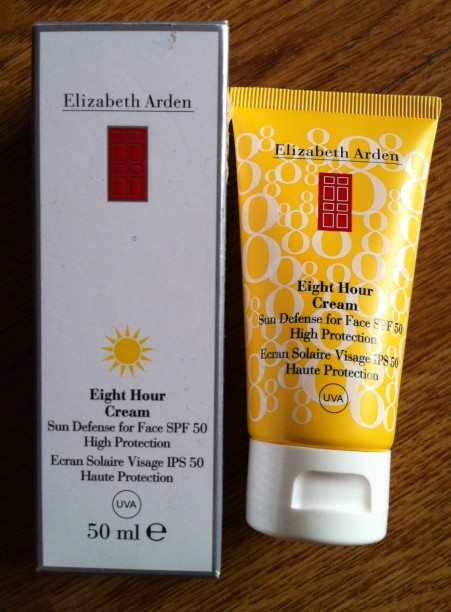 Elizabeth Arden
Eight Hour
Cream
Sun Defense for Face SPF 50
High Protection
Ecran Solaire Visage IPS 50
Haute Protection
UVA
50 ml e
Elizabeth Arden
Eight Hour
Cream
Sun Defense for Face SPF 50
High Protection
Ecran Solaire Visage IPS 50
Haute Protection
UVA